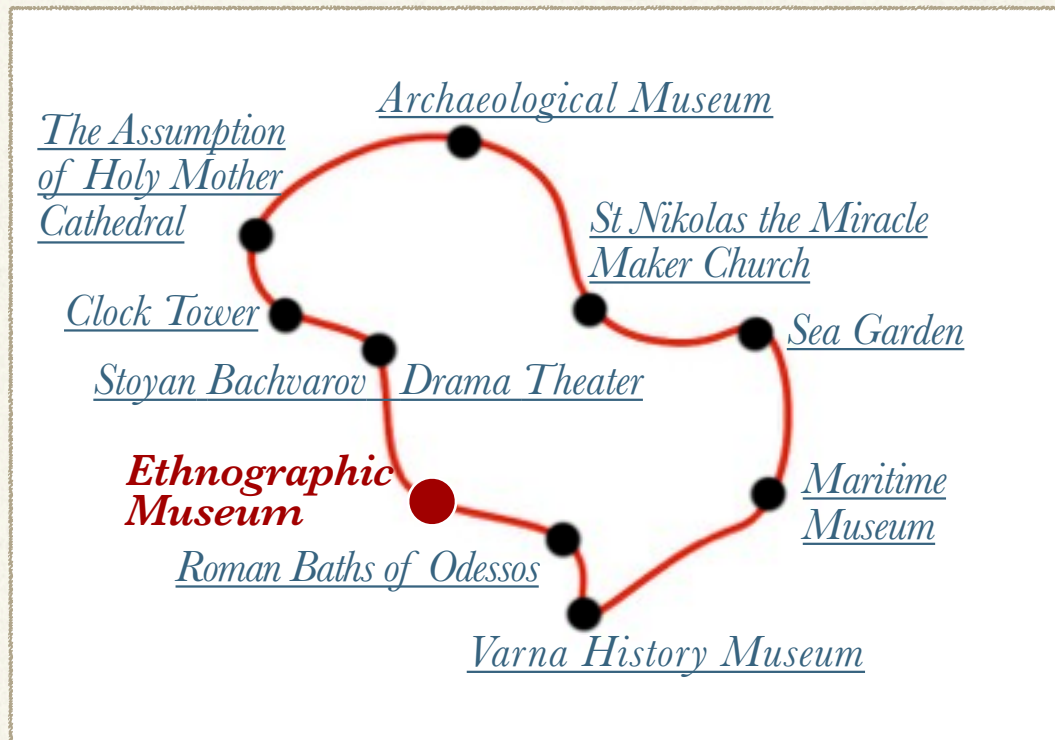 Archaeological Museum
The Assumption
of Holy Mother
Cathedral
St Nikolas the Miracle
Maker Church
Clock Tower
Sea Garden
Stoyan Bachvarov Drama Theater
Ethnographic
Museum
Maritime
Museum
Roman Baths of Odessos
Varna History Museum